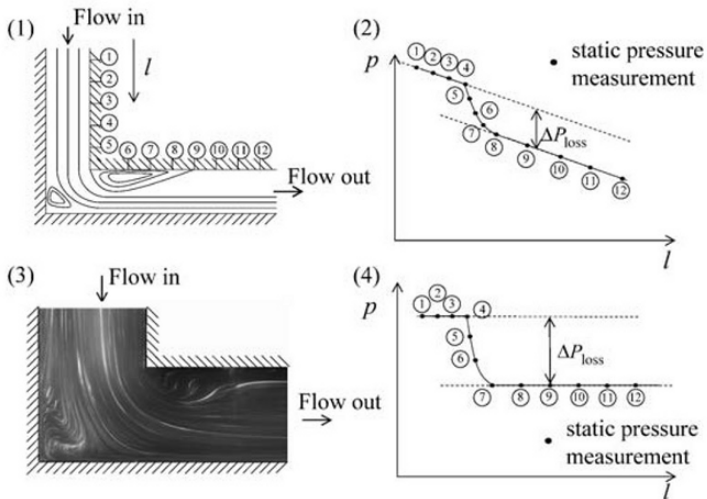 (1)
Flow in
l
①
②
③
④
⑤
⑥ ⑦ ⑧ ⑨ ⑩ ⑪ ⑫
Flow out
(2)
p
① ② ③ ④
⑤
⑥
⑦
⑧
⑨
⑩
⑪
⑫
ΔPloss
static pressure
measurement
l
(3)
Flow in
Flow out
(4)
p
① ② ③ ④
⑤
⑥
⑦ ⑧ ⑨ ⑩ ⑪ ⑫
ΔPloss
static pressure
measurement
l